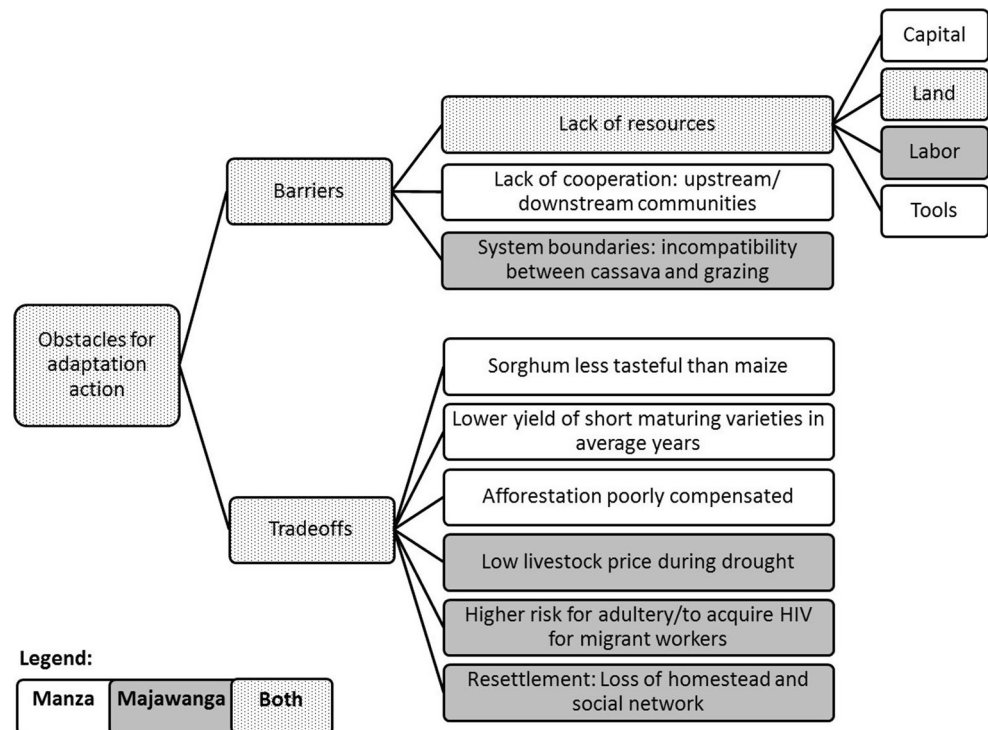 Capital
Land
Labor
Tools
Lack of resources
Lack of cooperation: upstream/
downstream communities
System boundaries: incompatibility
between cassava and grazing
Barriers
Obstacles for
adaptation
action
Tradeoffs
Sorghum less tasteful than maize
Lower yield of short maturing varieties in
average years
Afforestation poorly compensated
Low livestock price during drought
Higher risk for adultery/to acquire HIV
for migrant workers
Resettlement: Loss of homestead and
social network
Legend:
Manza Majawanga Both